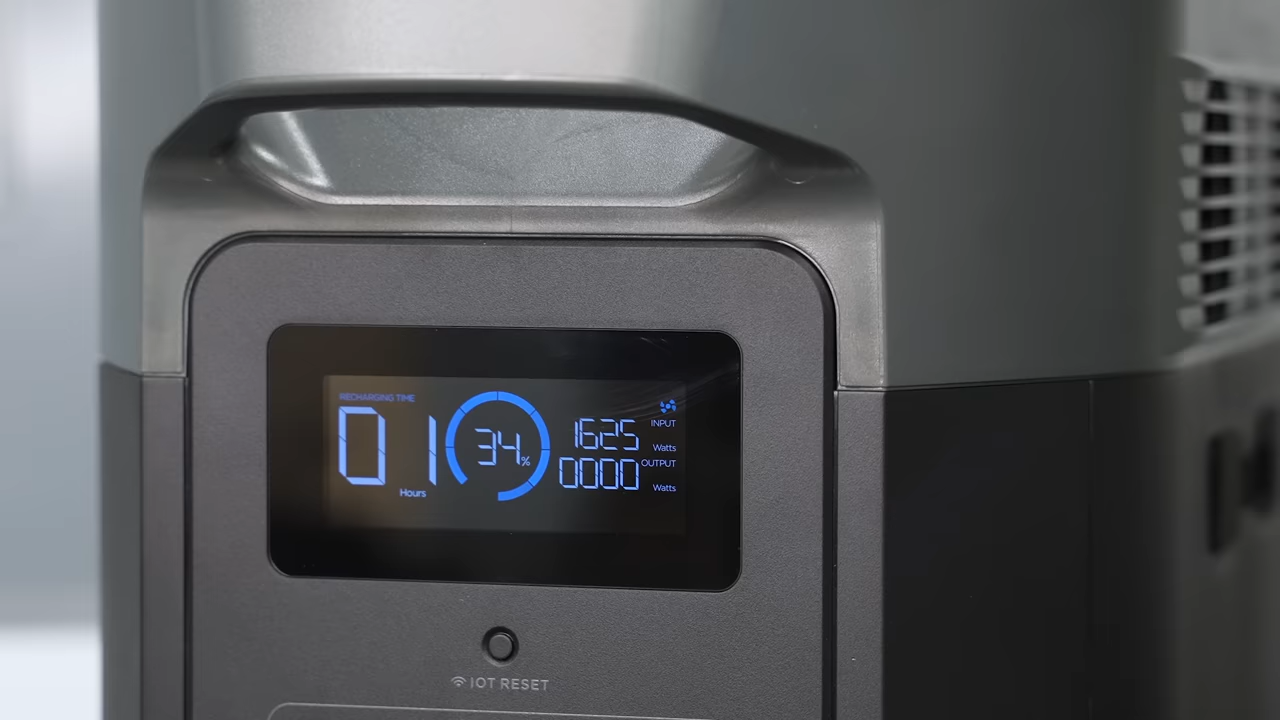 RECHARGING TIME
01
Hours
34%
1625
INPUT
Watts
0000
OUTPUT
Watts
IOT RESET